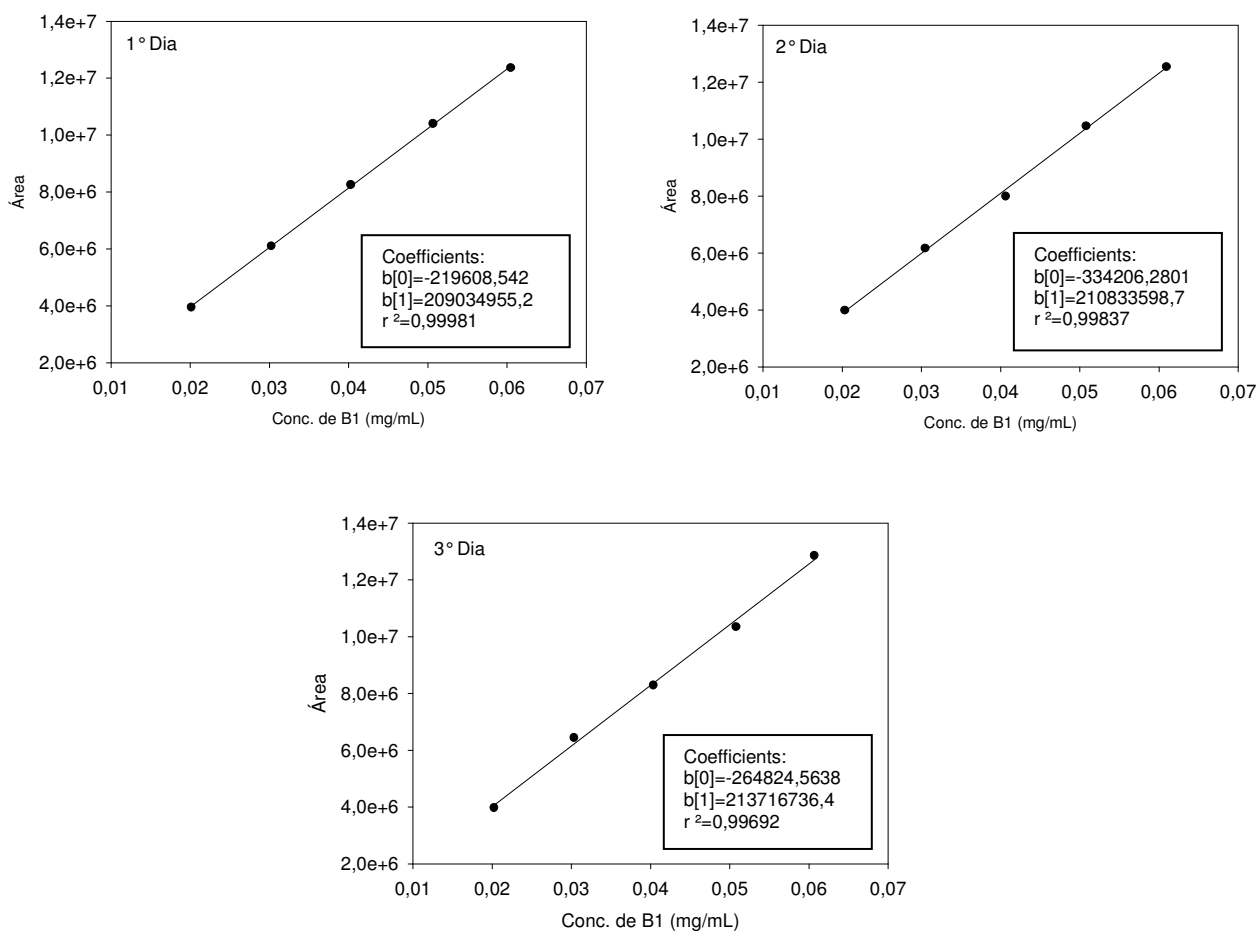 1° Dia
Área
1,4e+7
1,2e+7
1,0e+7
8,0e+6
6,0e+6
4,0e+6
2,0e+6
Coefficients:
b[0]=-219608,542
b[1]=209034955,2
r ²=0,99981
0,01 0,02 0,03 0,04 0,05 0,06 0,07
Conc. de B1 (mg/mL)
2° Dia
Área
1,4e+7
1,2e+7
1,0e+7
8,0e+6
6,0e+6
4,0e+6
2,0e+6
Coefficients:
b[0]=-334206,2801
b[1]=210833598,7
r ²=0,99837
0,01 0,02 0,03 0,04 0,05 0,06 0,07
Conc. de B1 (mg/mL)
3° Dia
Área
1,4e+7
1,2e+7
1,0e+7
8,0e+6
6,0e+6
4,0e+6
2,0e+6
Coefficients:
b[0]=-264824,5638
b[1]=213716736,4
r ²=0,99692
0,01 0,02 0,03 0,04 0,05 0,06 0,07
Conc. de B1 (mg/mL)